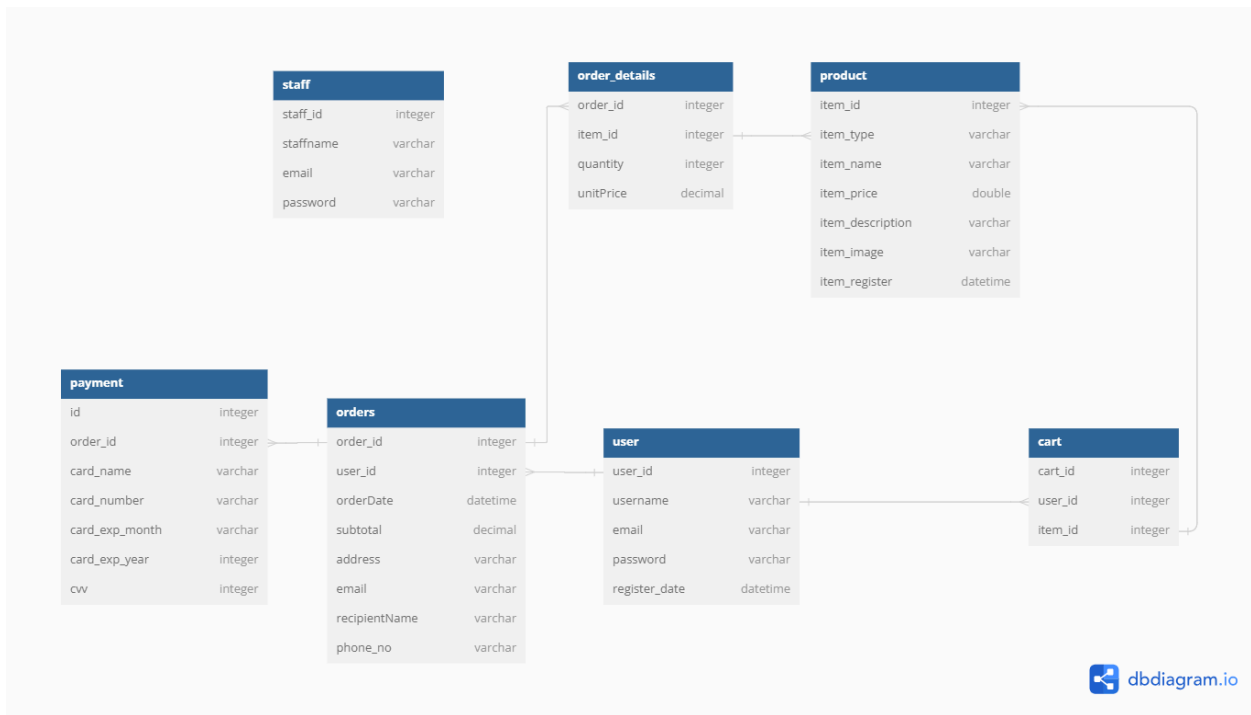 staff
staff_id integer
staffname varchar
email varchar
password varchar
order_details
order_id integer
item_id integer
quantity integer
unitPrice decimal
product
item_id integer
item_type varchar
item_name varchar
item_price double
item_description varchar
item_image varchar
item_register datetime
payment
id integer
order_id integer
card_name varchar
card_number varchar
card_exp_month varchar
card_exp_year integer
cvv integer
orders
order_id integer
user_id integer
orderDate datetime
subtotal decimal
address varchar
email varchar
recipientName varchar
phone_no varchar
user
user_id integer
username varchar
email varchar
password varchar
register_date datetime
cart
cart_id integer
user_id integer
item_id integer
dbdiagram.io